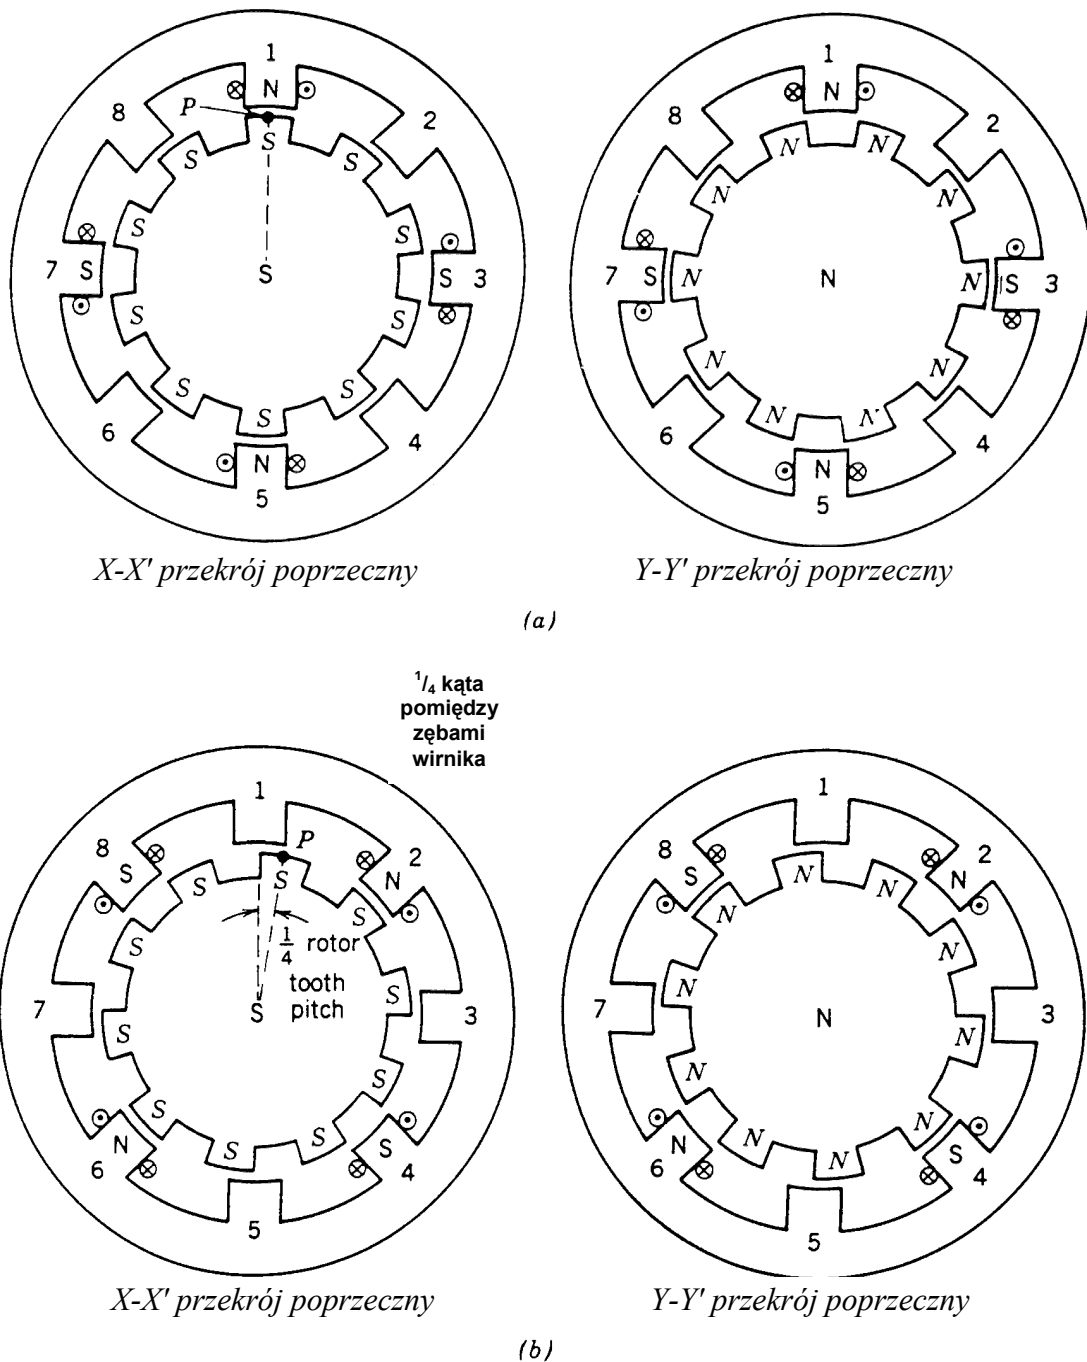 1
N
P
8
2
S S S
S S
7 S S S 3
S S
S S
S
6 4
N
5
1
N
8
2
N N
N N
7 S N N N S 3
N N
N N
6 4
N
5
X-X' przekrój poprzeczny
Y-Y' przekrój poprzeczny
(a)
1/4 kąta
pomiędzy
zębami
wirnika
1
P
8 2
S N
S S
S S
1/4 rotor
tooth
pitch
7 S 3
S S
S S
S S
N S
6 4
5
1
8 2
S N
N N
N N
7 N N 3
N
N N
N N
N S
6 4
5
X-X' przekrój poprzeczny
Y-Y' przekrój poprzeczny
(b)